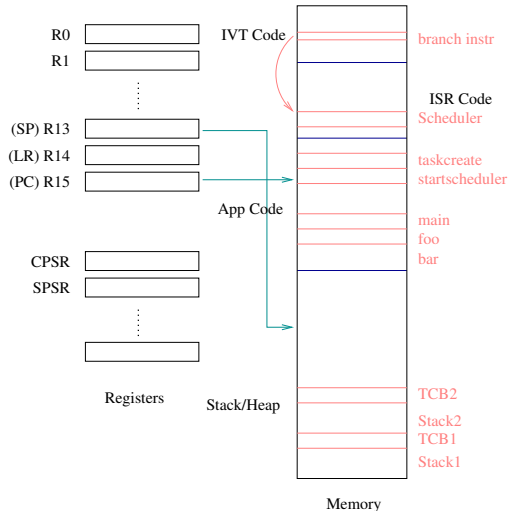 R0
R1
(SP) R13
(LR) R14
(PC) R15
CPSR
SPSR
Registers
IVT Code
App Code
Stack/Heap
branch instr
ISR Code
Scheduler
taskcreate
startscheduler
main
foo
bar
TCB2
Stack2
TCB1
Stack1
Memory